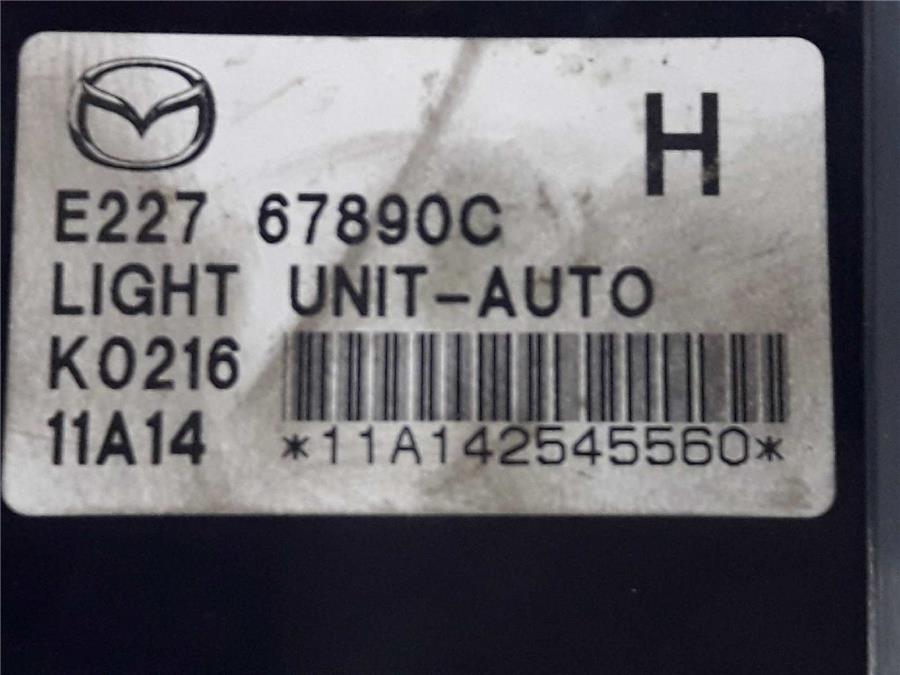 H
E227 67890C
LIGHT UNIT-AUTO
K0216
11A14
*11A142545560*